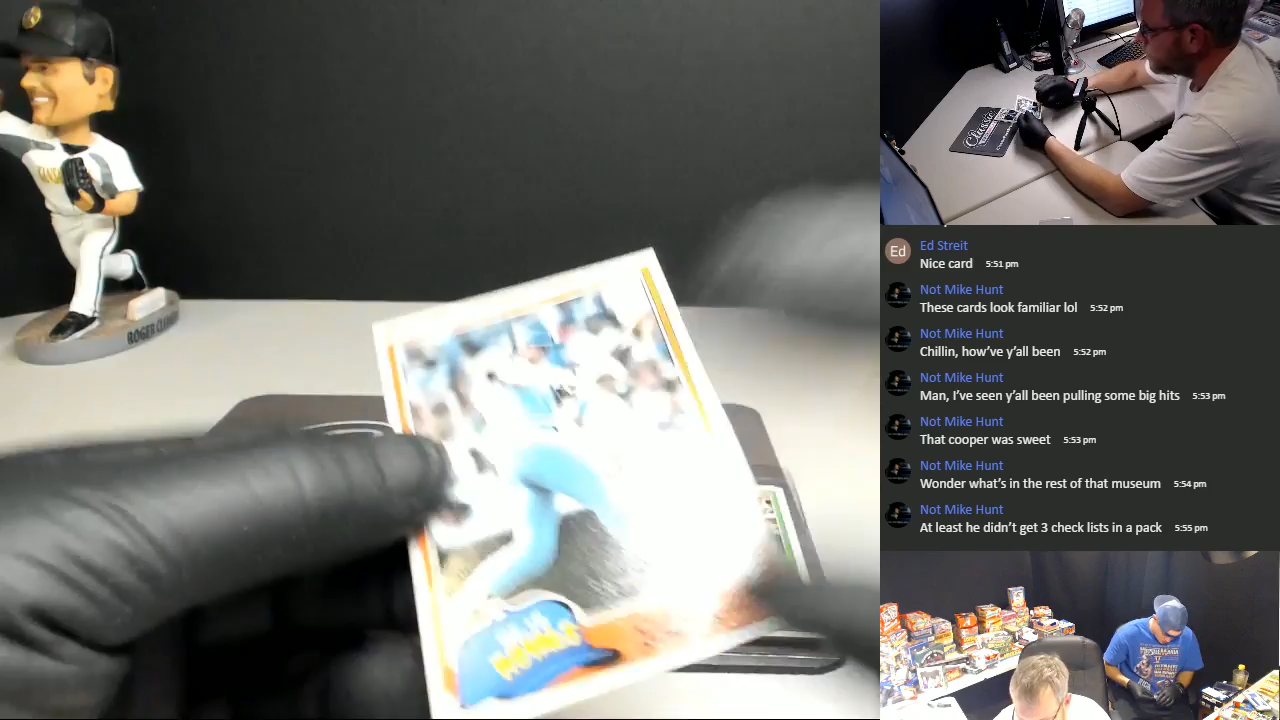 ROGER CLEM
Classic
Ed
Ed Streit
Nice card 5:51 pm
Not Mike Hunt
These cards look familiar lol 5:52 pm
Not Mike Hunt
Chillin, how've y'all been 5:52 pm
Not Mike Hunt
Man, I've seen y'all been pulling some big hits 5:53 pm
Not Mike Hunt
That cooper was sweet 5:53 pm
Not Mike Hunt
Wonder what's in the rest of that museum 5:54 pm
Not Mike Hunt
At least he didn't get 3 check lists in a pack 5:55 pm